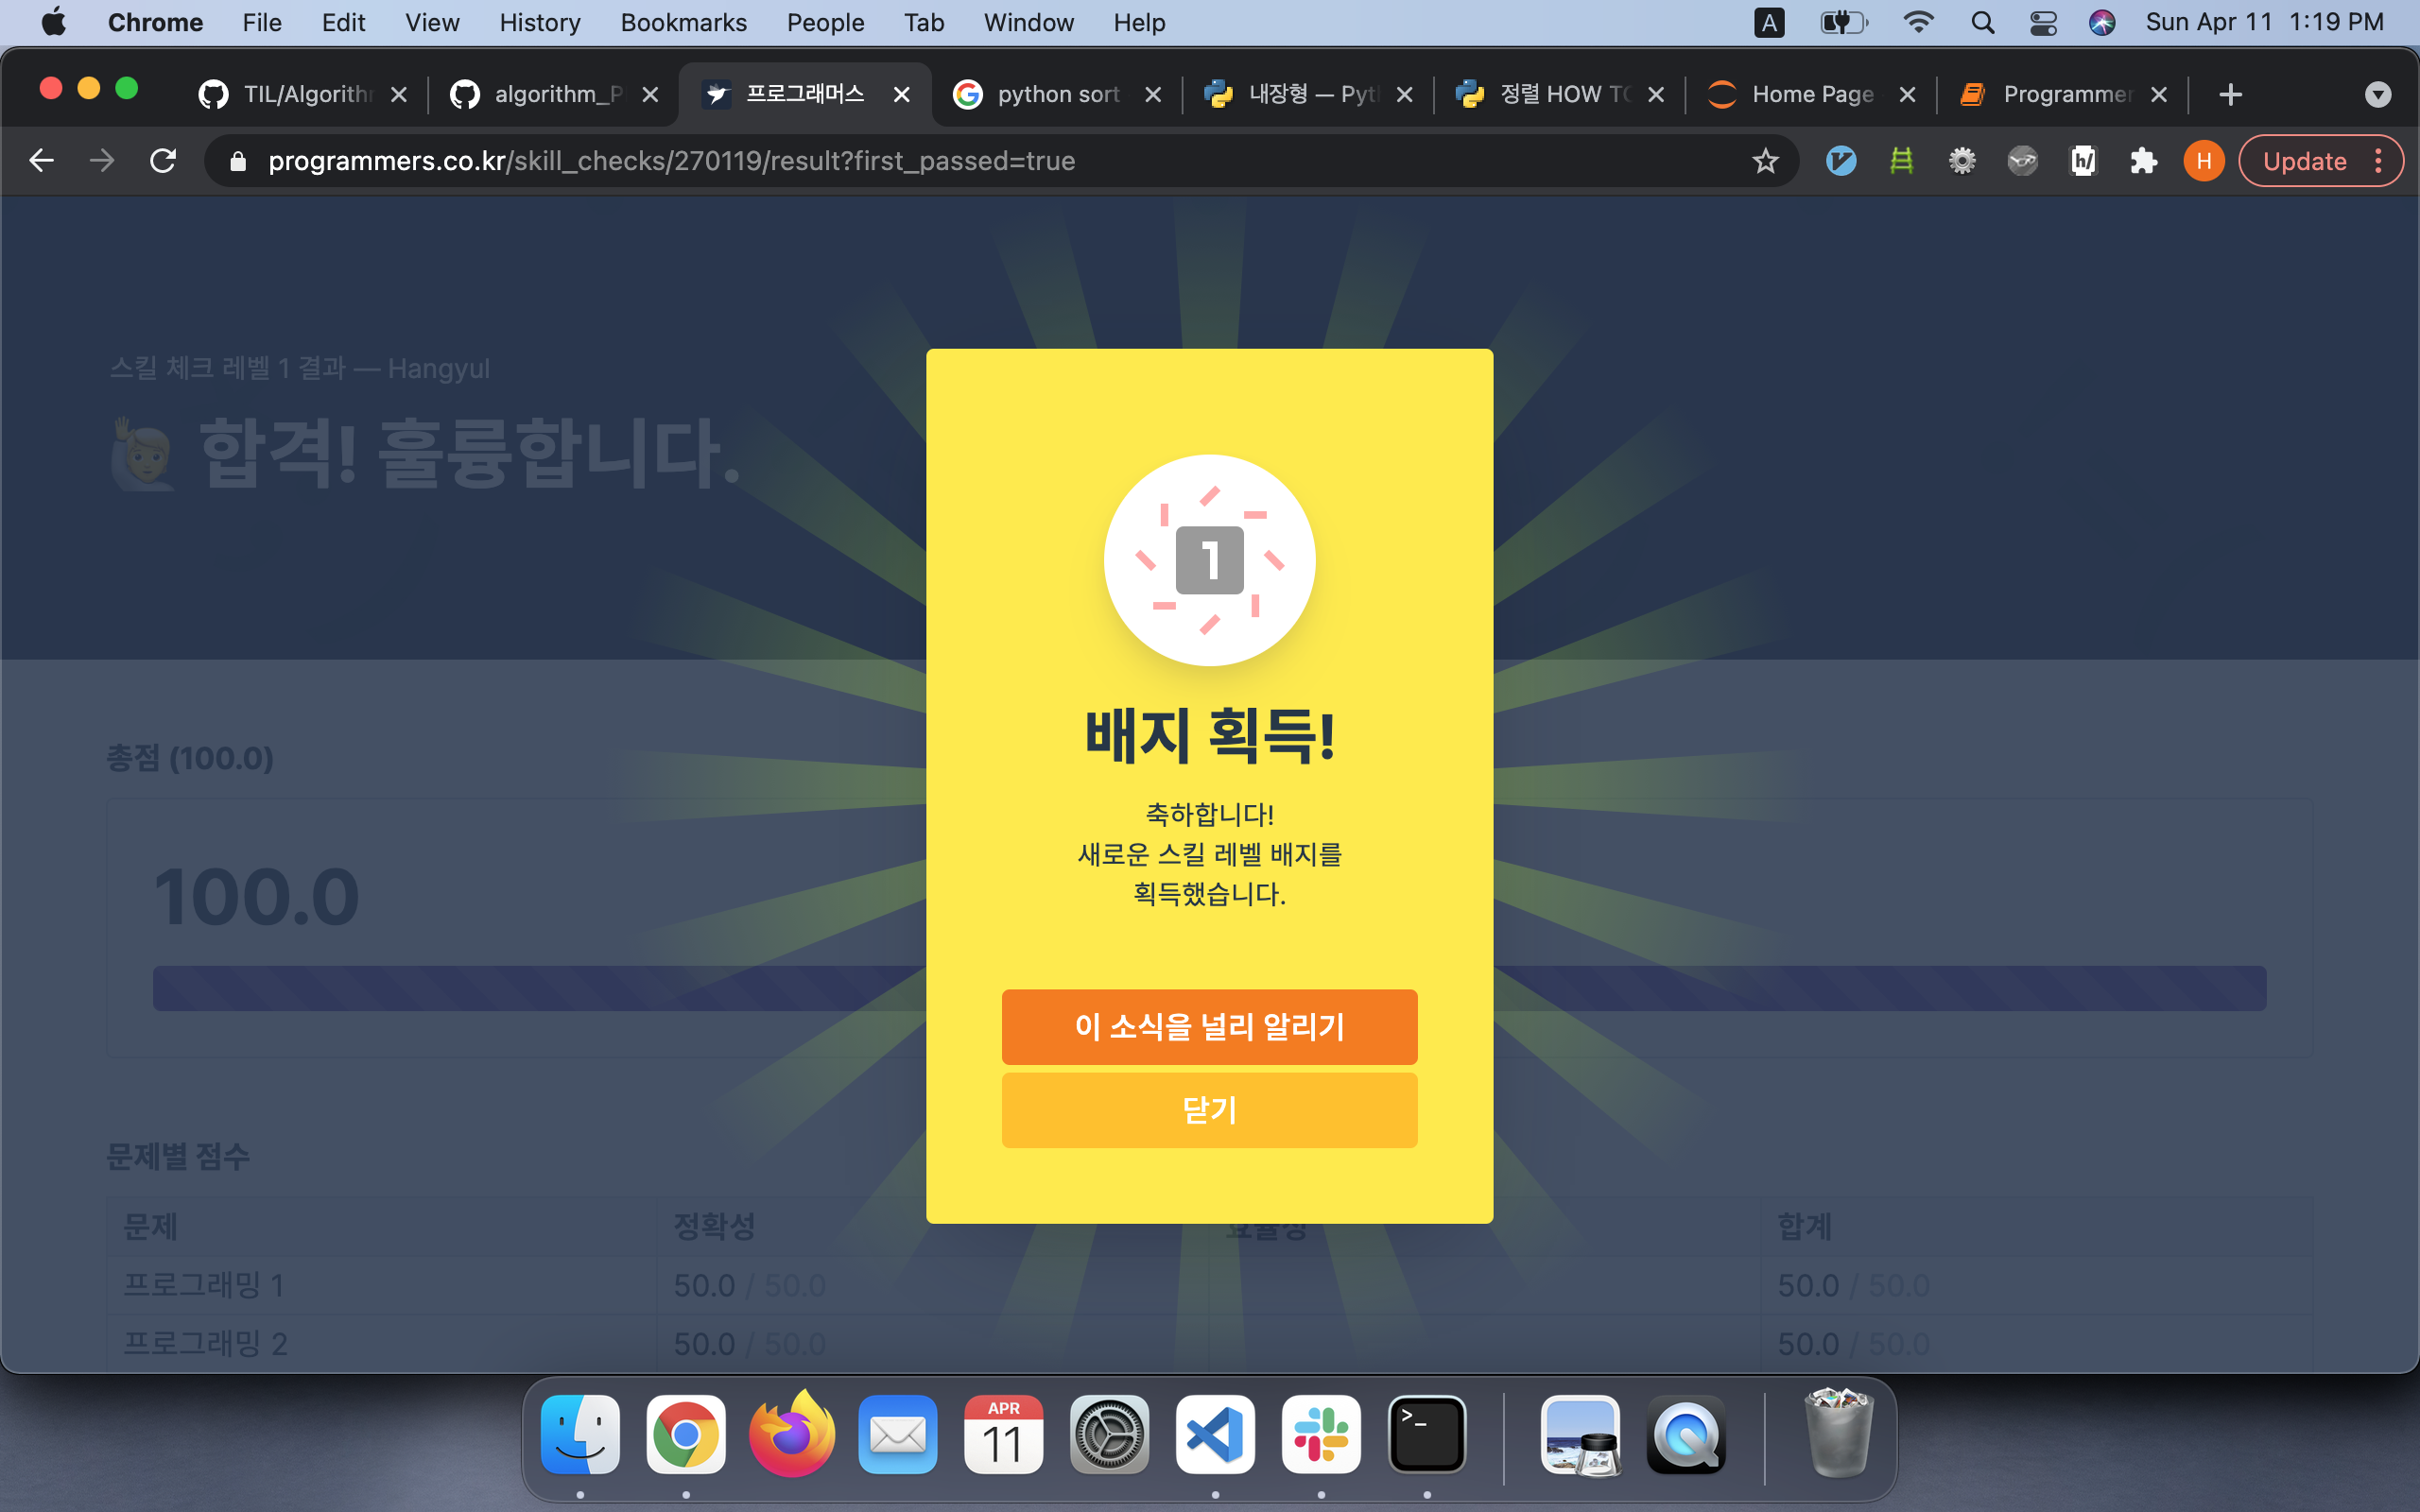 Chrome File Edit View History Bookmarks People Tab Window Help A Sun Apr 11 1:19 PM
TIL/Algorithm algorithm_P 프로그래머스 python sort 내장형 — Pyt 정렬 HOW TO Home Page Programmer
programmers.co.kr/skill_checks/270119/result?first_passed=true h/ H Update
스킬 체크 레벨 1 결과 — Hangyul
합격! 훌륭합니다.
1
배지 획득!
축하합니다!
새로운 스킬 레벨 배지를
획득했습니다.
이 소식을 널리 알리기
닫기
총점 (100.0)
100.0
문제별 점수
문제 정확성 효율성 합계
프로그래밍 1 50.0 / 50.0 50.0 / 50.0
프로그래밍 2 50.0 / 50.0 50.0 / 50.0
APR
11
>_